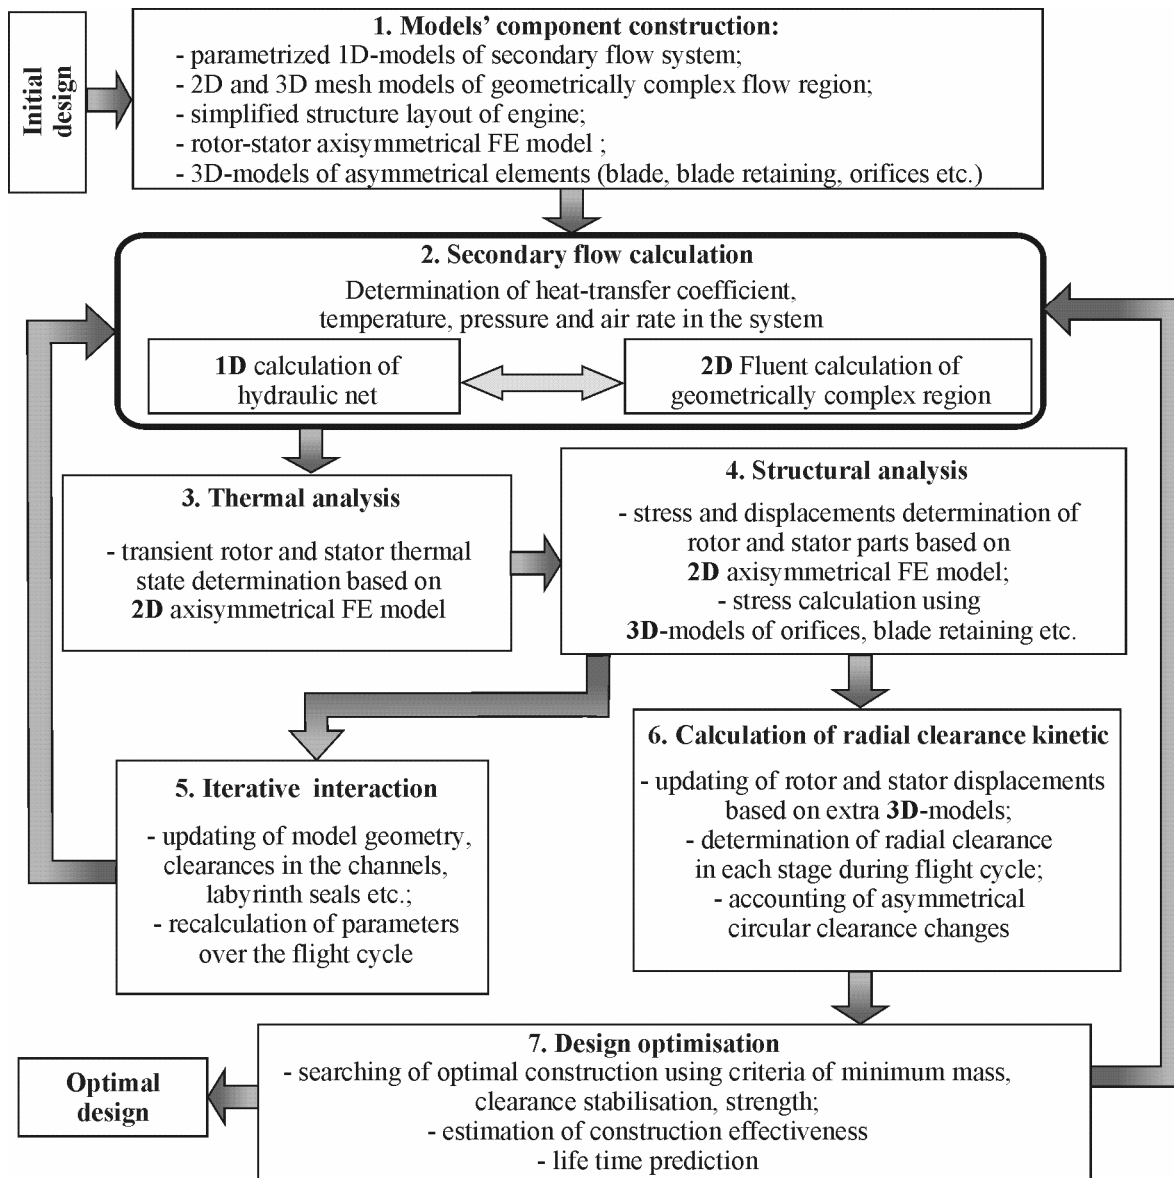 Initial
design
1. Models' component construction:
- parametrized 1D-models of secondary flow system;
- 2D and 3D mesh models of geometrically complex flow region;
- simplified structure layout of engine;
- rotor-stator axisymmetrical FE model ;
- 3D-models of asymmetrical elements (blade, blade retaining, orifices etc.)
2. Secondary flow calculation
Determination of heat-transfer coefficient,
temperature, pressure and air rate in the system
1D calculation of
hydraulic net
2D Fluent calculation of
geometrically complex region
3. Thermal analysis
- transient rotor and stator thermal
state determination based on
2D axisymmetrical FE model
4. Structural analysis
- stress and displacements determination of
rotor and stator parts based on
2D axisymmetrical FE model;
- stress calculation using
3D-models of orifices, blade retaining etc.
5. Iterative interaction
- updating of model geometry,
clearances in the channels,
labyrinth seals etc.;
- recalculation of parameters
over the flight cycle
6. Calculation of radial clearance kinetic
- updating of rotor and stator displacements
based on extra 3D-models;
- determination of radial clearance
in each stage during flight cycle;
- accounting of asymmetrical
circular clearance changes
7. Design optimisation
- searching of optimal construction using criteria of minimum mass,
clearance stabilisation, strength;
- estimation of construction effectiveness
- life time prediction
Optimal
design